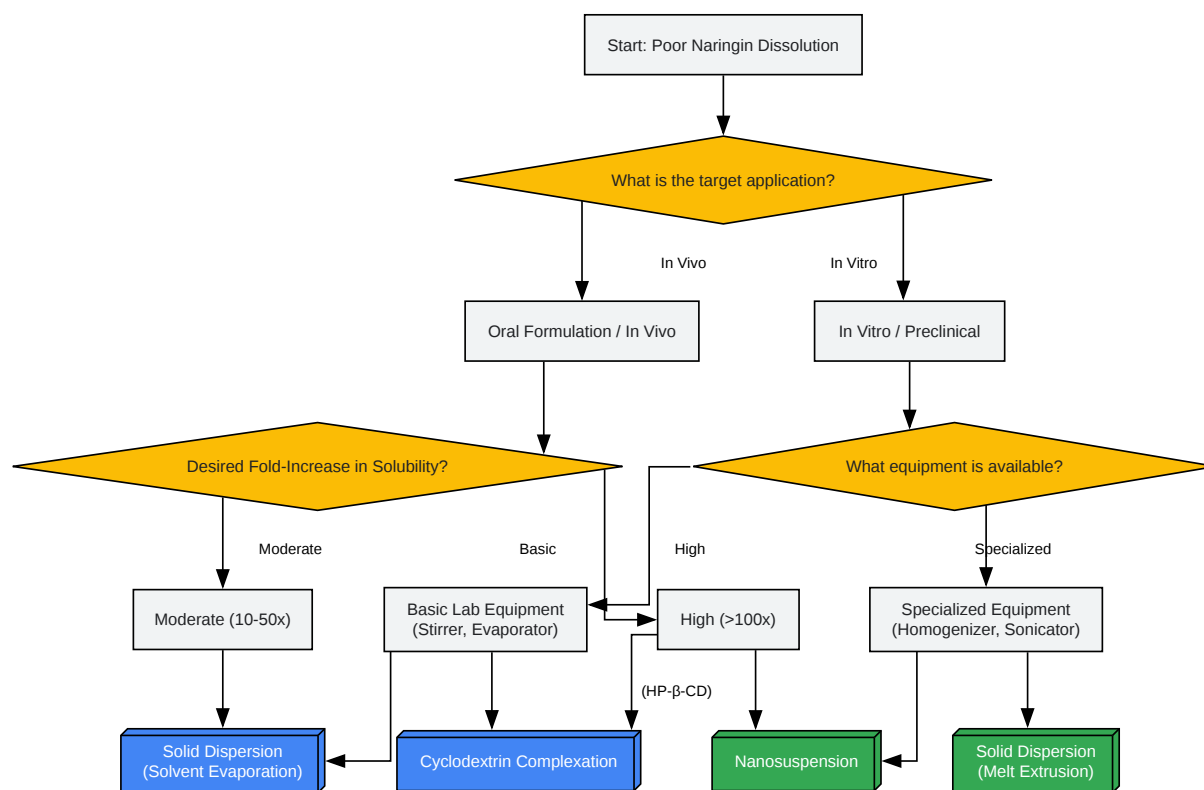 Start: Poor Naringin Dissolution
What is the target application?
In Vivo
In Vitro
Oral Formulation / In Vivo
In Vitro / Preclinical
Desired Fold-Increase in Solubility?
What equipment is available?
Moderate
Basic
High
Specialized
Moderate (10-50x)
Basic Lab Equipment
(Stirrer, Evaporator)
High (>100x)
Specialized Equipment
(Homogenizer, Sonicator)
(HP-β-CD)
Solid Dispersion
(Solvent Evaporation)
Cyclodextrin Complexation
Nanosuspension
Solid Dispersion
(Melt Extrusion)